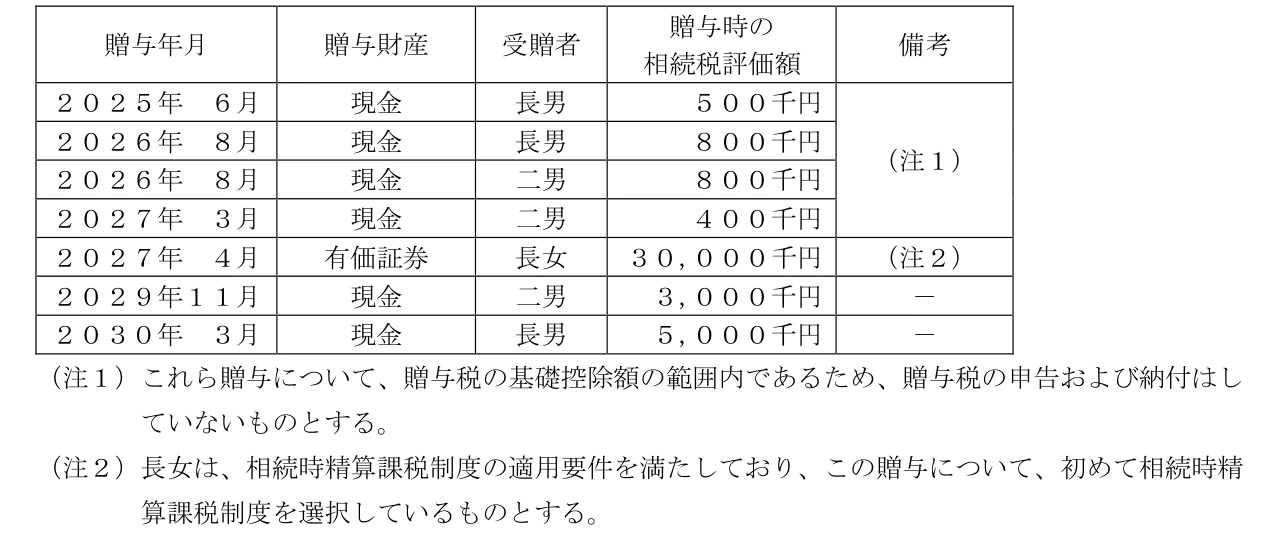 贈与年月 贈与財産 受贈者 贈与時の 備考
相続税評価額
２０２５年　６月 現金 長男 ５００千円
２０２６年　８月 現金 長男 ８００千円
（注１）
２０２６年　８月 現金 二男 ８００千円
２０２７年　３月 現金 二男 ４００千円
２０２７年　４月 有価証券 長女 ３０,０００千円 （注２）
２０２９年１１月 現金 二男 ３,０００千円 －
２０３０年　３月 現金 長男 ５,０００千円 －
（注１）これら贈与について、贈与税の基礎控除額の範囲内であるため、贈与税の申告および納付はし
ていないものとする。
（注２）長女は、相続時精算課税制度の適用要件を満たしており、この贈与について、初めて相続時精
算課税制度を選択しているものとする。